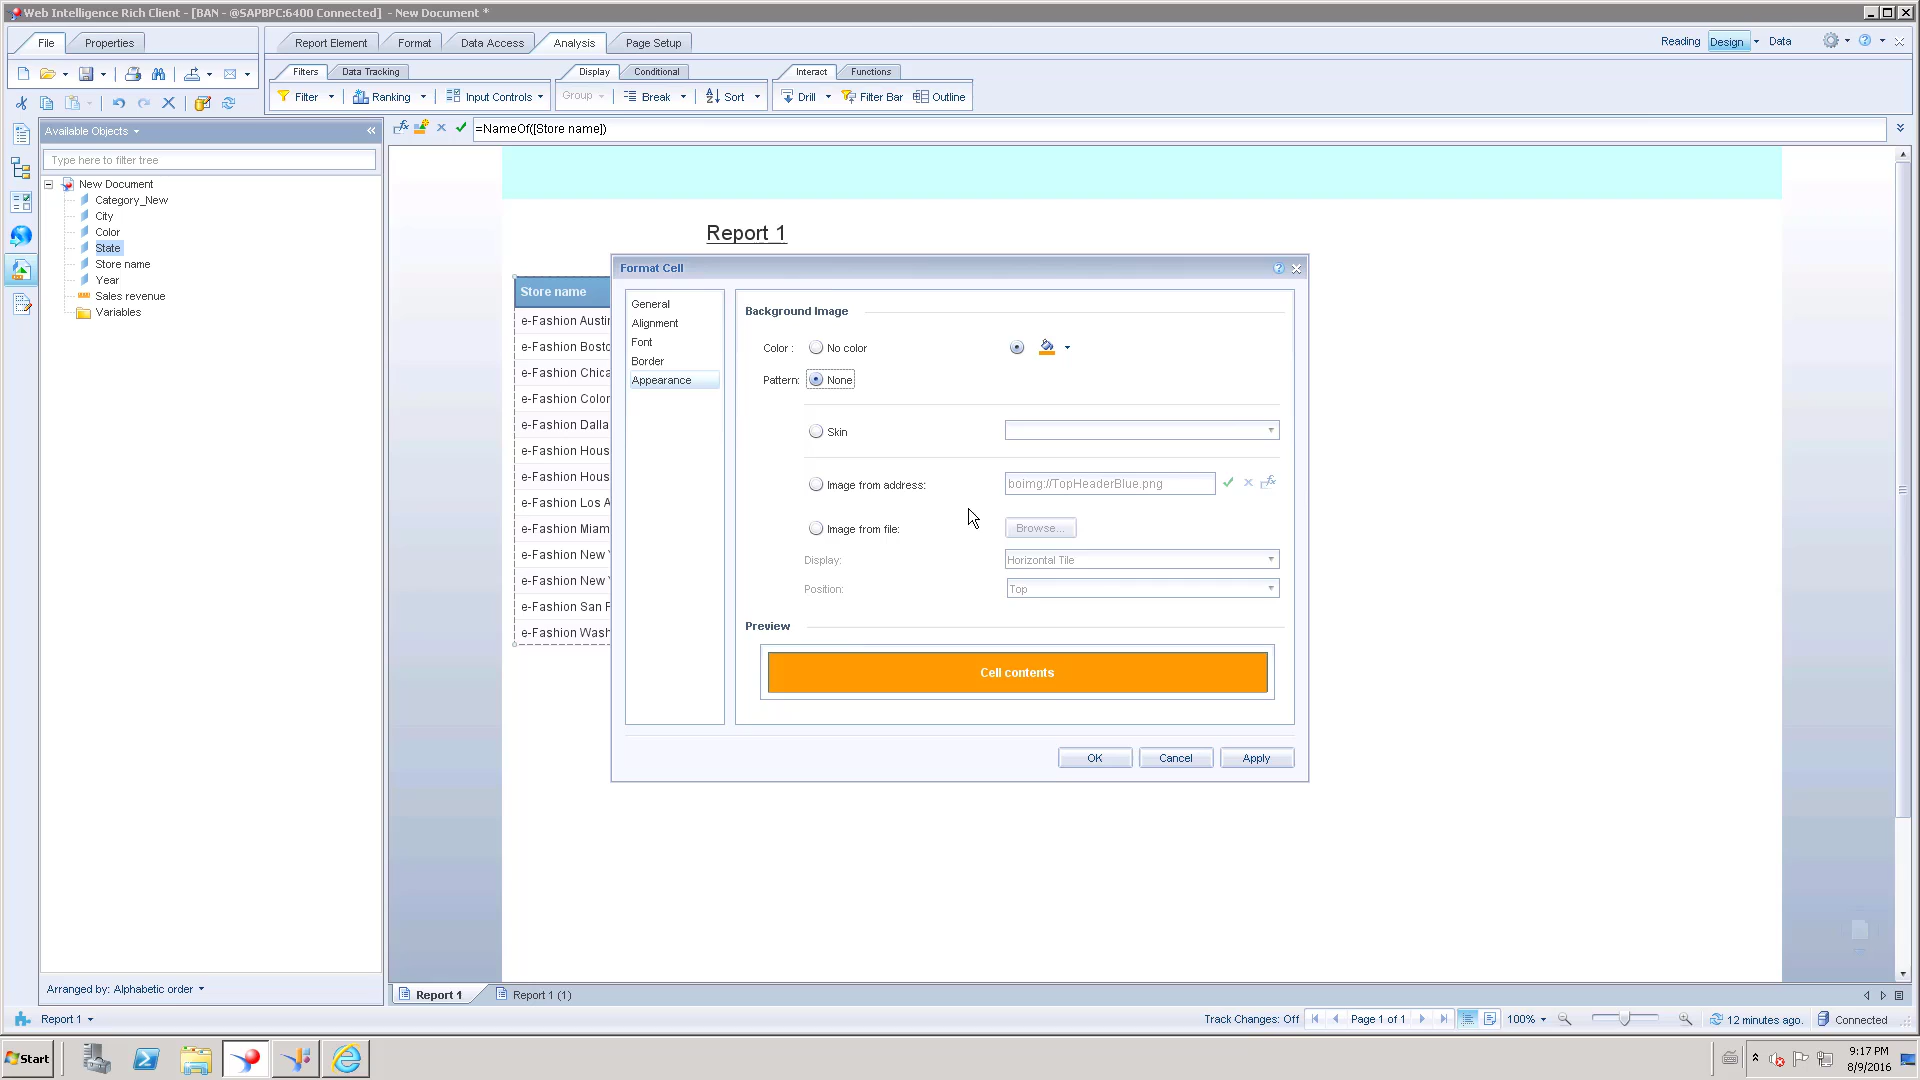 Web Intelligence Rich Client - [BAN - @SAPBPC:6400 Connected] - New Document *
File
Properties
Report Element
Format
Data Access
Analysis
Page Setup
Reading
Design
Data
Filters
Data Tracking
Display
Conditional
Interact
Functions
Filter
Ranking
Input Controls
Group
Break
Sort
Drill
Filter Bar
Outline
Available Objects
=NameOf([Store name])
Type here to filter tree
New Document
Category_New
City
Color
State
Store name
Year
Sales revenue
Variables
Arranged by: Alphabetic order
Report 1
Store name
e-Fashion Austin
e-Fashion Bosto
e-Fashion Chica
e-Fashion Color
e-Fashion Dalla
e-Fashion Hous
e-Fashion Hous
e-Fashion Los A
e-Fashion Miam
e-Fashion New Y
e-Fashion New Y
e-Fashion San F
e-Fashion Wash
Format Cell
General
Alignment
Font
Border
Appearance
Background Image
Color :
No color
Pattern:
None
Skin
Image from address:
boimg://TopHeaderBlue.png
Image from file:
Browse...
Display:
Horizontal Tile
Position:
Top
Preview
Cell contents
OK
Cancel
Apply
Report 1
Report 1 (1)
Report 1
Track Changes: Off
Page 1 of 1
100%
12 minutes ago.
Connected
Start
9:17 PM
8/9/2016